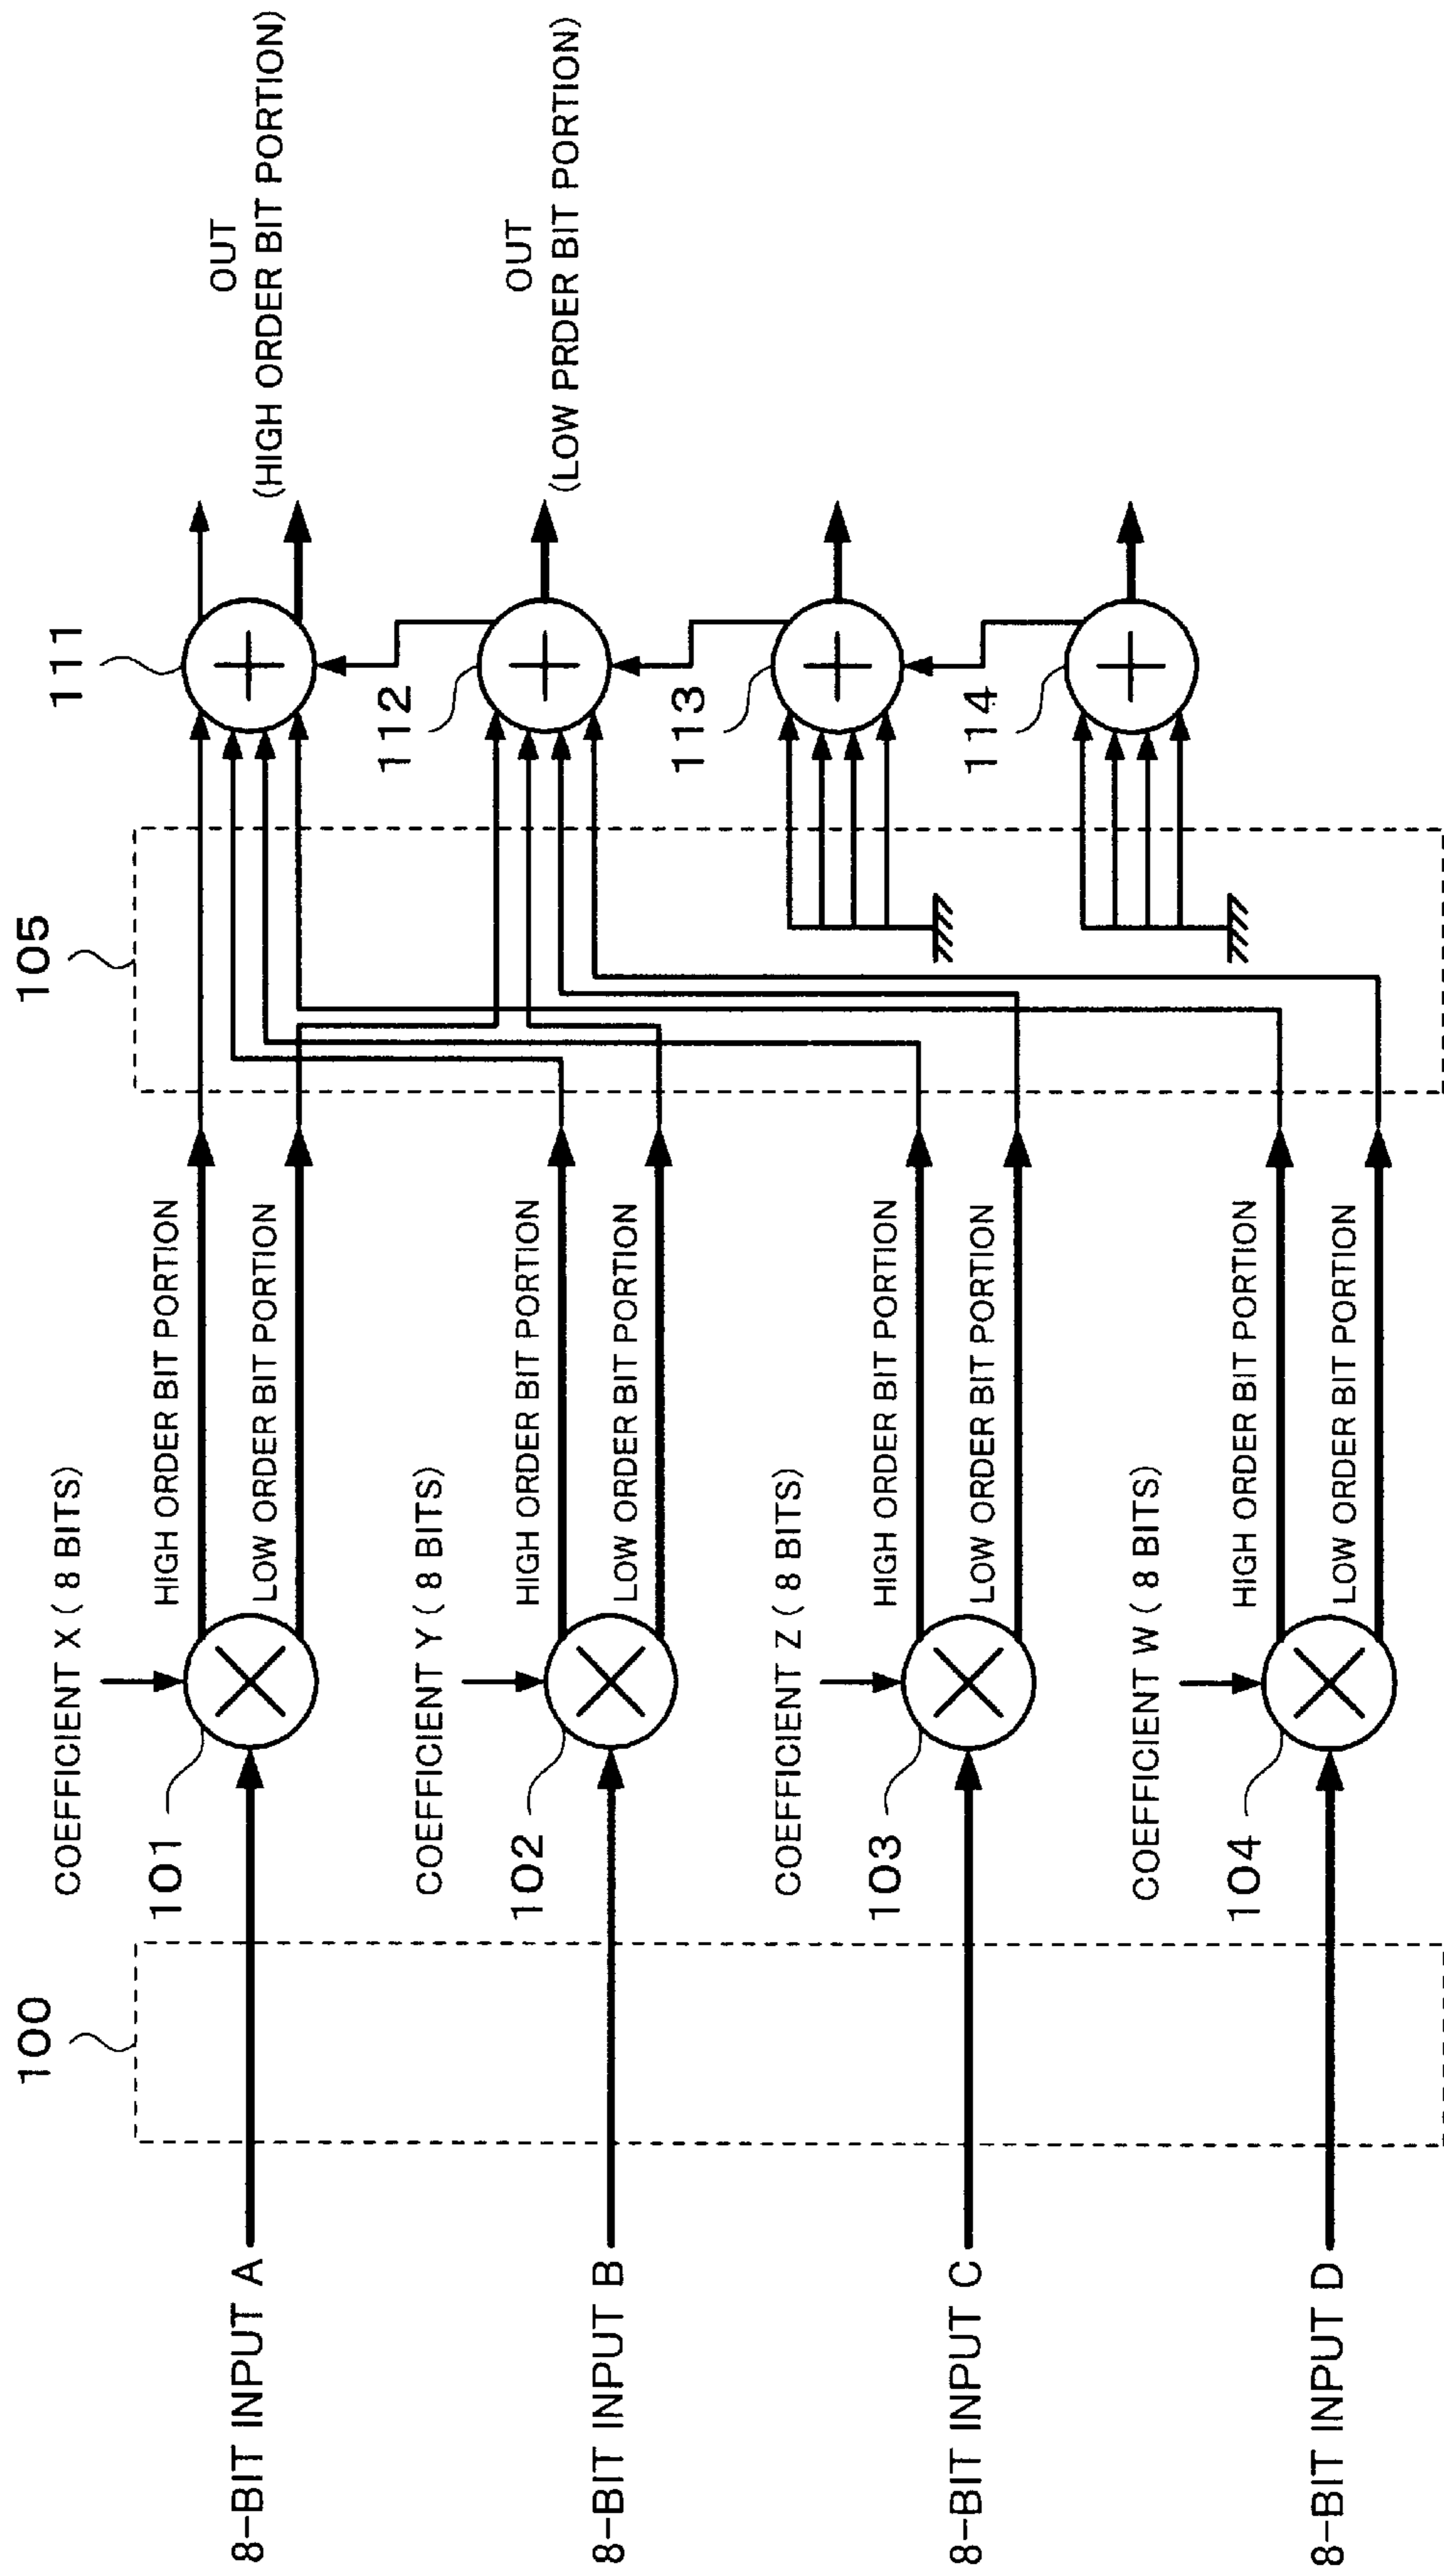 100
105
111
COEFFICIENT X ( 8 BITS)
HIGH ORDER BIT PORTION
OUT
(HIGH ORDER BIT PORTION)
8-BIT INPUT A
101
LOW ORDER BIT PORTION
112
COEFFICIENT Y ( 8 BITS)
HIGH ORDER BIT PORTION
OUT
(LOW PRDER BIT PORTION)
8-BIT INPUT B
102
LOW ORDER BIT PORTION
113
COEFFICIENT Z ( 8 BITS)
HIGH ORDER BIT PORTION
8-BIT INPUT C
103
LOW ORDER BIT PORTION
114
COEFFICIENT W ( 8 BITS)
HIGH ORDER BIT PORTION
8-BIT INPUT D
104
LOW ORDER BIT PORTION